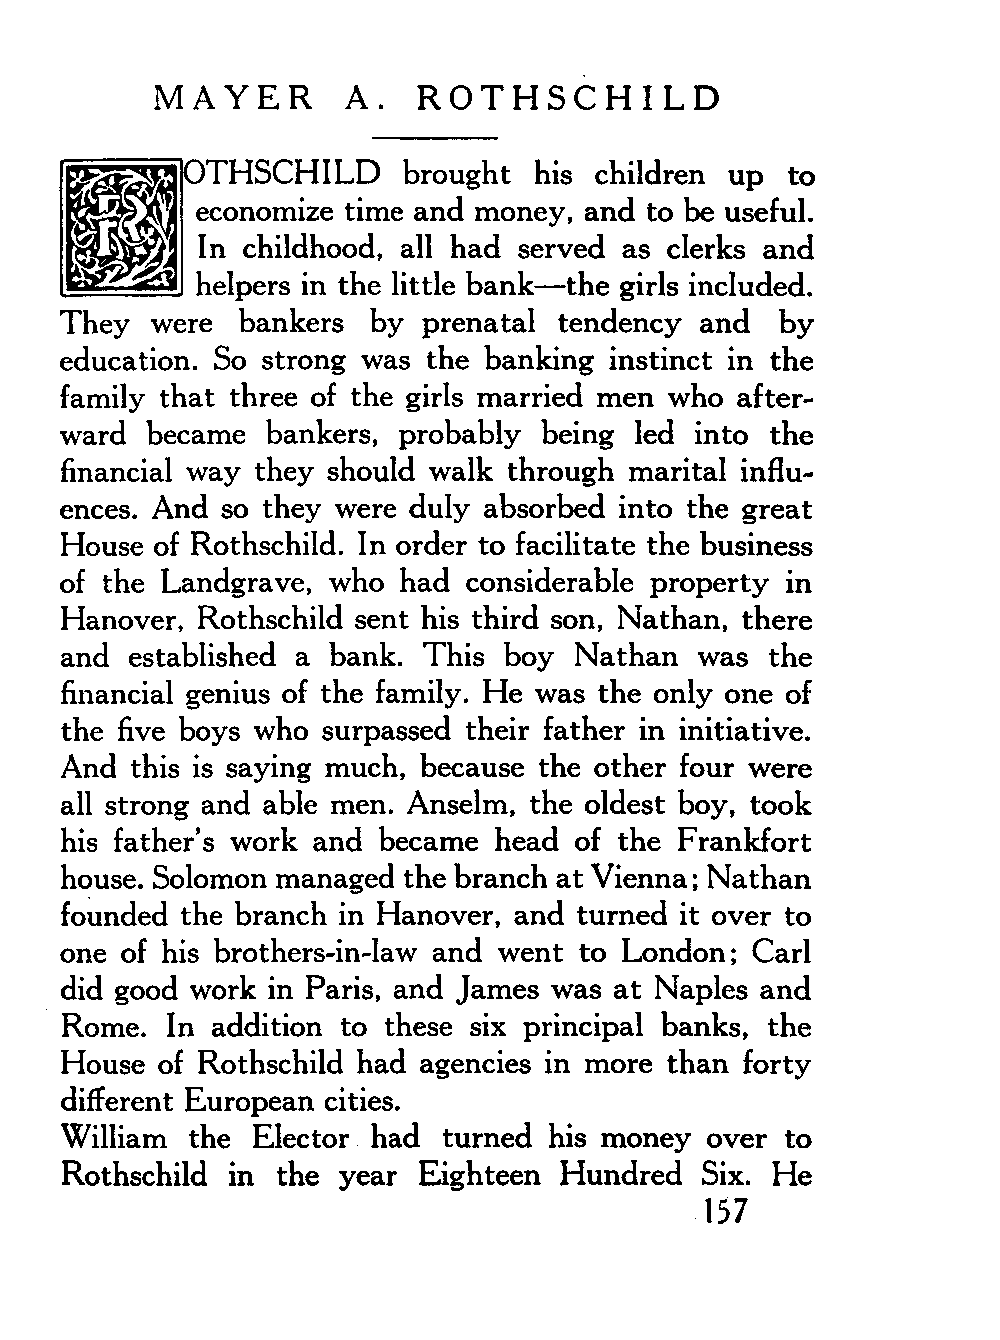 MAYER A. ROTHSCHILD
ROTHSCHILD brought his children up to
economize time and money, and to be useful.
In childhood, all had served as clerks and
helpers in the little bank—the girls included.
They were bankers by prenatal tendency and by
education. So strong was the banking instinct in the
family that three of the girls married men who after-
ward became bankers, probably being led into the
financial way they should walk through marital influ-
ences. And so they were duly absorbed into the great
House of Rothschild. In order to facilitate the business
of the Landgrave, who had considerable property in
Hanover, Rothschild sent his third son, Nathan, there
and established a bank. This boy Nathan was the
financial genius of the family. He was the only one of
the five boys who surpassed their father in initiative.
And this is saying much, because the other four were
all strong and able men. Anselm, the oldest boy, took
his father's work and became head of the Frankfort
house. Solomon managed the branch at Vienna; Nathan
founded the branch in Hanover, and turned it over to
one of his brothers-in-law and went to London; Carl
did good work in Paris, and James was at Naples and
Rome. In addition to these six principal banks, the
House of Rothschild had agencies in more than forty
different European cities.
William the Elector had turned his money over to
Rothschild in the year Eighteen Hundred Six. He
157